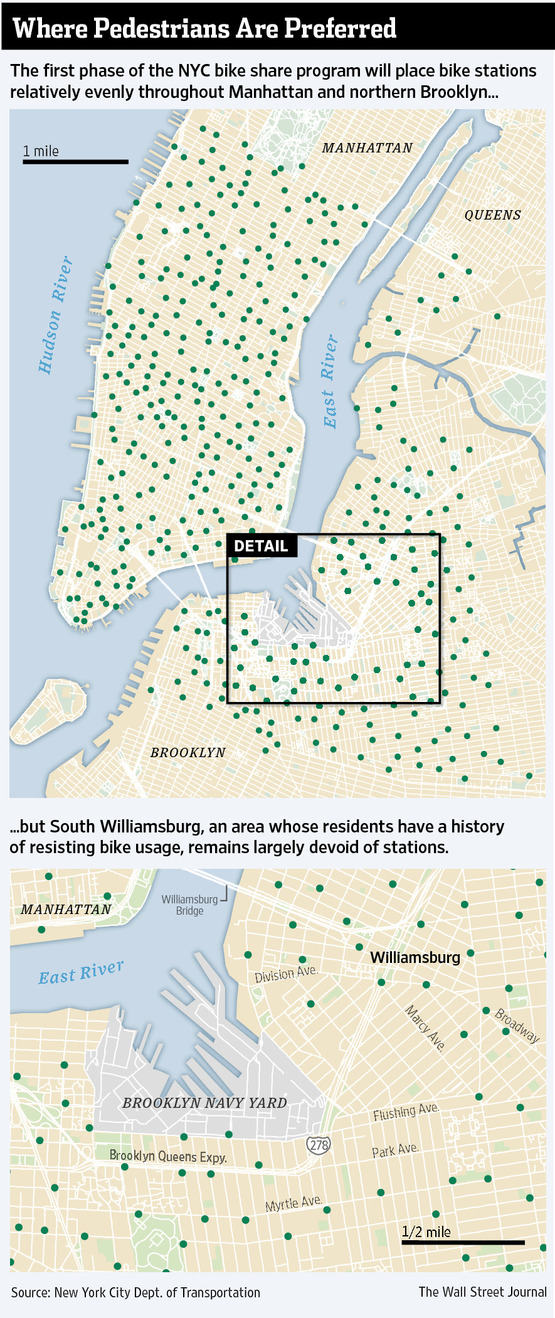 Where Pedestrians Are Preferred
The first phase of the NYC bike share program will place bike stations
relatively evenly throughout Manhattan and northern Brooklyn...
1 mile
MANHATTAN
QUEENS
Hudson River
East River
DETAIL
BROOKLYN
...but South Williamsburg, an area whose residents have a history
of resisting bike usage, remains largely devoid of stations.
Williamsburg
Bridge
MANHATTAN
East River
Division Ave.
Williamsburg
Marcy Ave.
Broadway
BROOKLYN NAVY YARD
Flushing Ave.
278
Park Ave.
Brooklyn Queens Expy.
Myrtle Ave.
1/2 mile
Source: New York City Dept. of Transportation
The Wall Street Journal